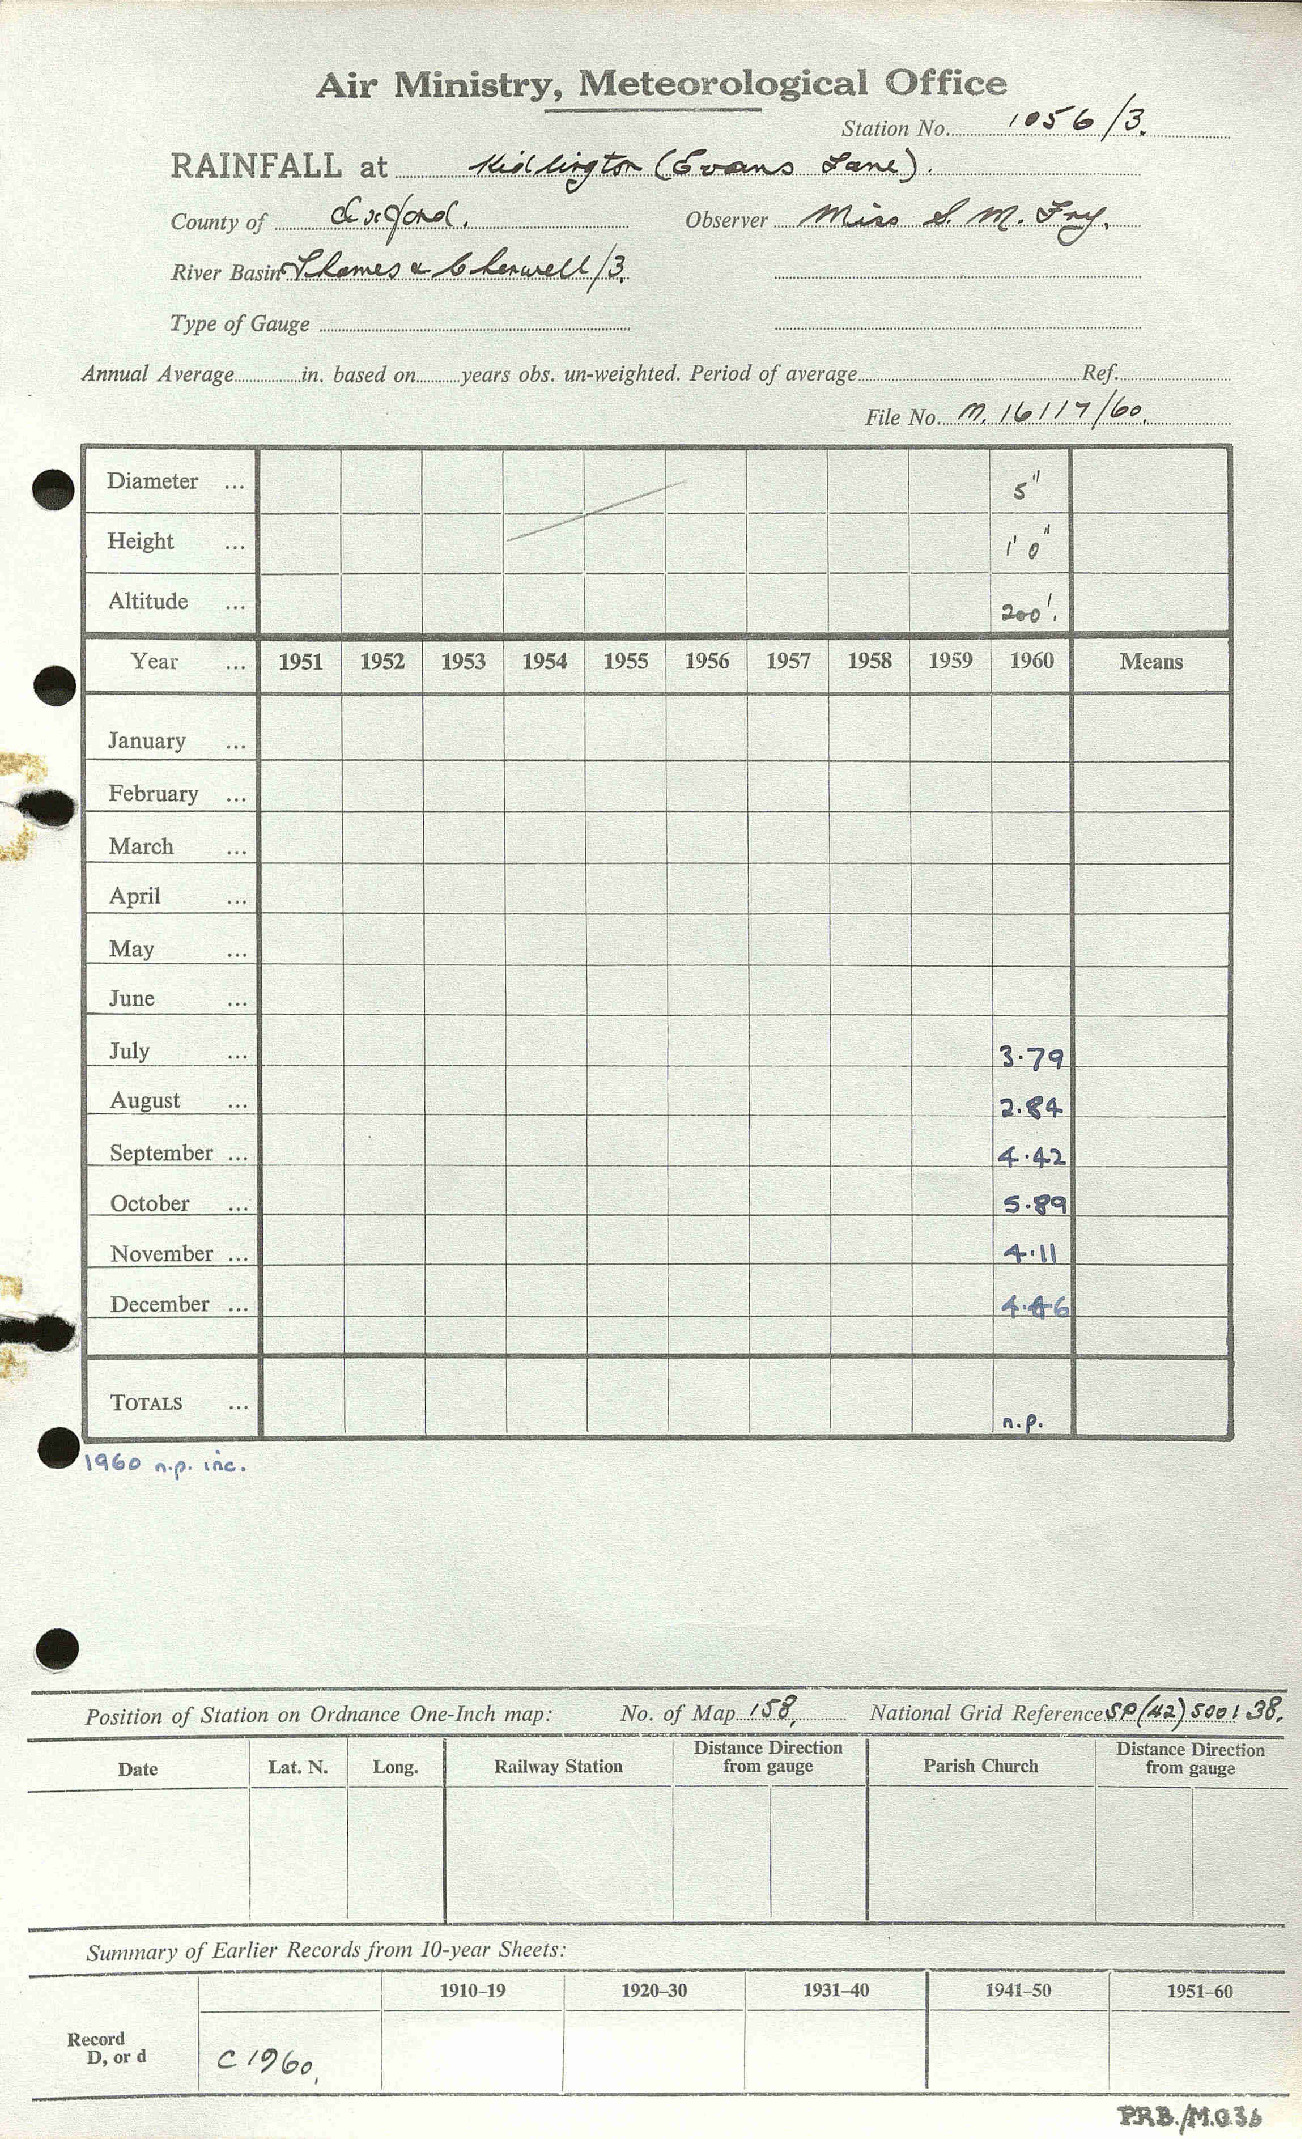 Air Ministry, Meteorological Office
Station No. 1056/3.
RAINFALL at Kidlington (Evans Lane).
County of Oxford. Observer Miss S. M. Fry.
River Basin Thames & Cherwell/3.
Type of Gauge
Annual Average in. based on years obs. un-weighted. Period of average Ref.
File No. M. 16117/60.
Diameter ... 5"
Height ... 1' 0"
Altitude ... 200'.
Year ... 1951 1952 1953 1954 1955 1956 1957 1958 1959 1960 Means
January ...
February ...
March ...
April ...
May ...
June ...
July ... 3.79
August ... 2.84
September ... 4.42
October ... 5.89
November ... 4.11
December ... 4.46
TOTALS ... n.p.
1960 n.p. inc.
Position of Station on Ordnance One-Inch map: No. of Map 158, National Grid Reference SP(42) 500138.
Date Lat. N. Long. Railway Station Distance Direction from gauge Parish Church Distance Direction from gauge
Summary of Earlier Records from 10-year Sheets:
1910–19 1920–30 1931–40 1941–50 1951–60
Record
D, or d C 1960,
PRB./M.O.36